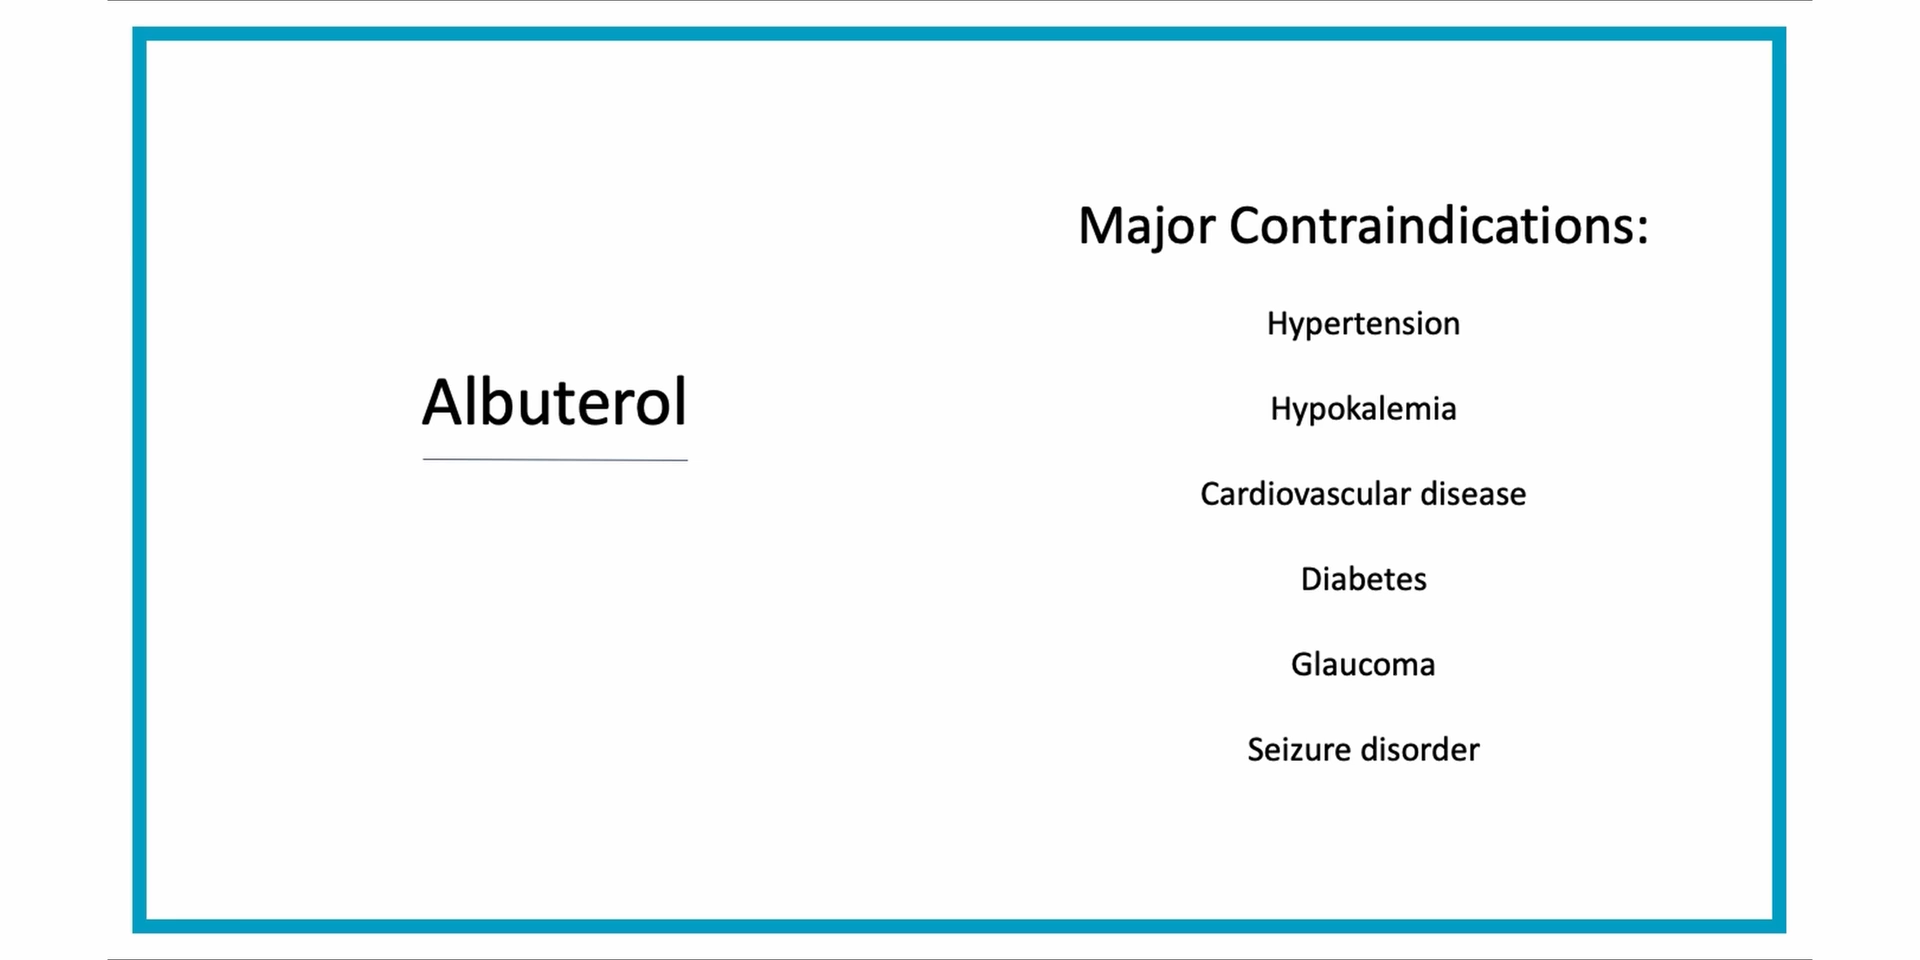 Albuterol
Major Contraindications:
Hypertension
Hypokalemia
Cardiovascular disease
Diabetes
Glaucoma
Seizure disorder